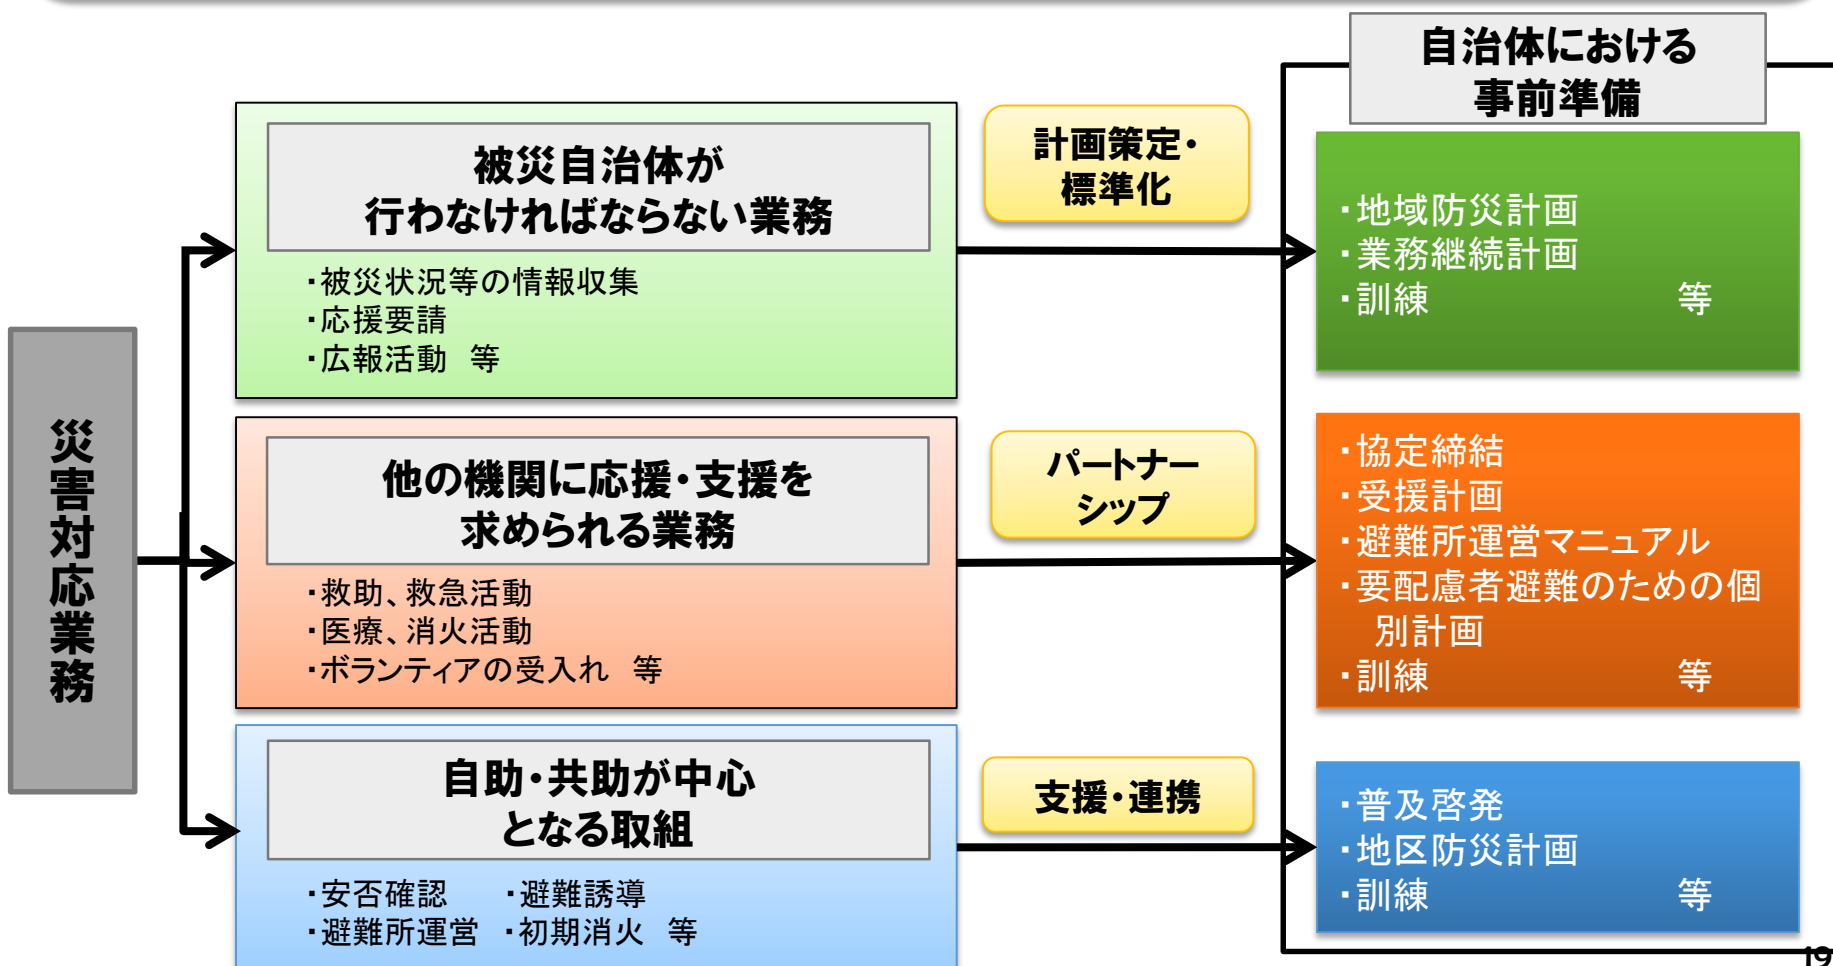 災害対応業務
被災自治体が
行わなければならない業務
・被災状況等の情報収集
・応援要請
・広報活動　等
計画策定・
標準化
自治体における
事前準備
・地域防災計画
・業務継続計画
・訓練　　　　　　　等
他の機関に応援・支援を
求められる業務
・救助、救急活動
・医療、消火活動
・ボランティアの受入れ　等
パートナー
シップ
・協定締結
・受援計画
・避難所運営マニュアル
・要配慮者避難のための個
別計画
・訓練　　　　　　　等
自助・共助が中心
となる取組
・安否確認　　・避難誘導
・避難所運営　・初期消火　等
支援・連携
・普及啓発
・地区防災計画
・訓練　　　　　　　等
19